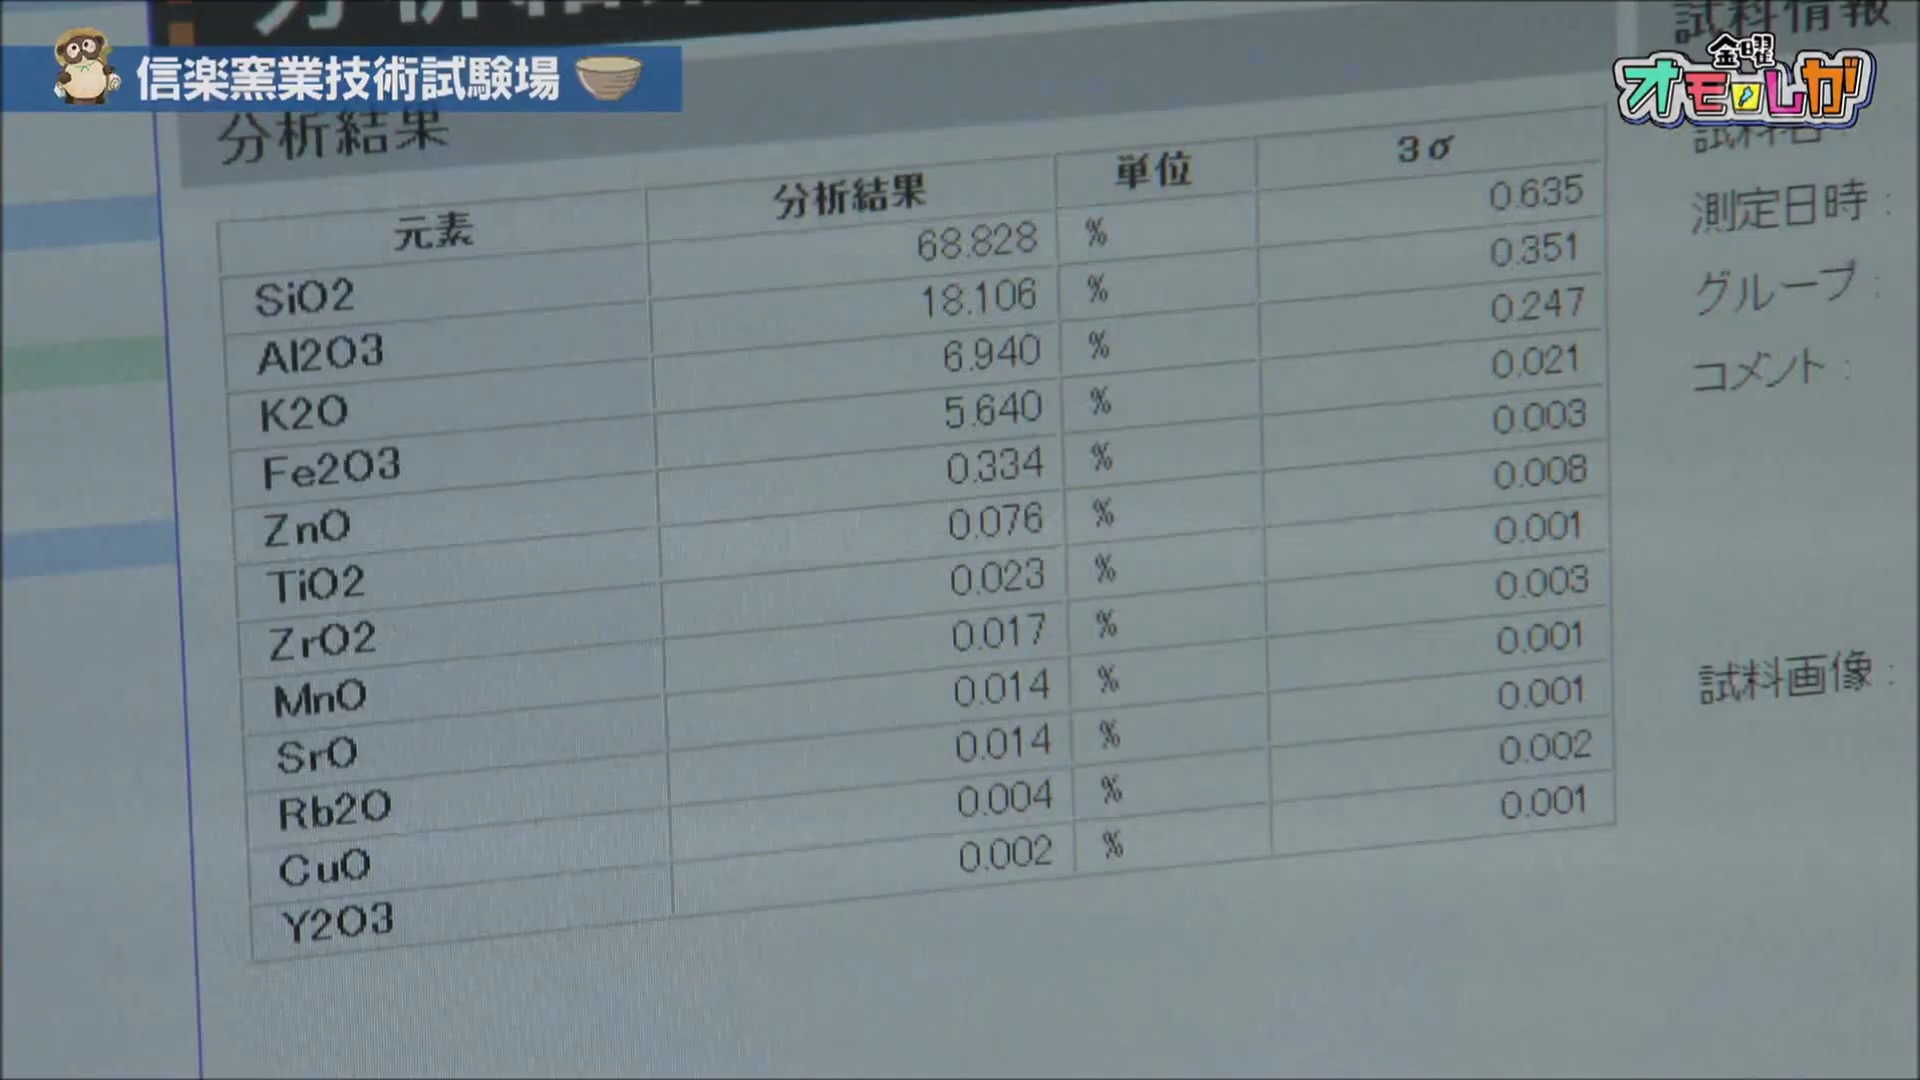 試料情報
金曜
オモロしが
信楽窯業技術試験場
分析結果
元素 分析結果 単位 3σ
SiO2 68.828 % 0.635
Al2O3 18.106 % 0.351
K2O 6.940 % 0.247
Fe2O3 5.640 % 0.021
ZnO 0.334 % 0.003
TiO2 0.076 % 0.008
ZrO2 0.023 % 0.001
MnO 0.017 % 0.003
SrO 0.014 % 0.001
Rb2O 0.014 % 0.001
CuO 0.004 % 0.002
Y2O3 0.002 % 0.001
測定日時：
グループ：
コメント：
試料画像：